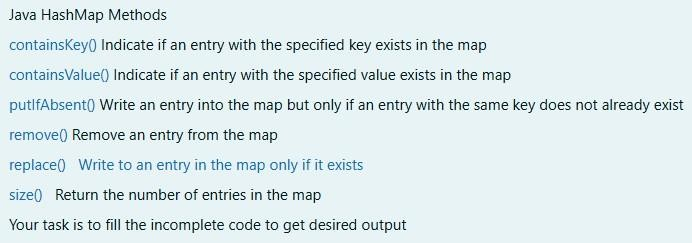 Java HashMap Methods
containsKey() Indicate if an entry with the specified key exists in the map
containsValue() Indicate if an entry with the specified value exists in the map
putIfAbsent() Write an entry into the map but only if an entry with the same key does not already exist
remove() Remove an entry from the map
replace() Write to an entry in the map only if it exists
size() Return the number of entries in the map
Your task is to fill the incomplete code to get desired output